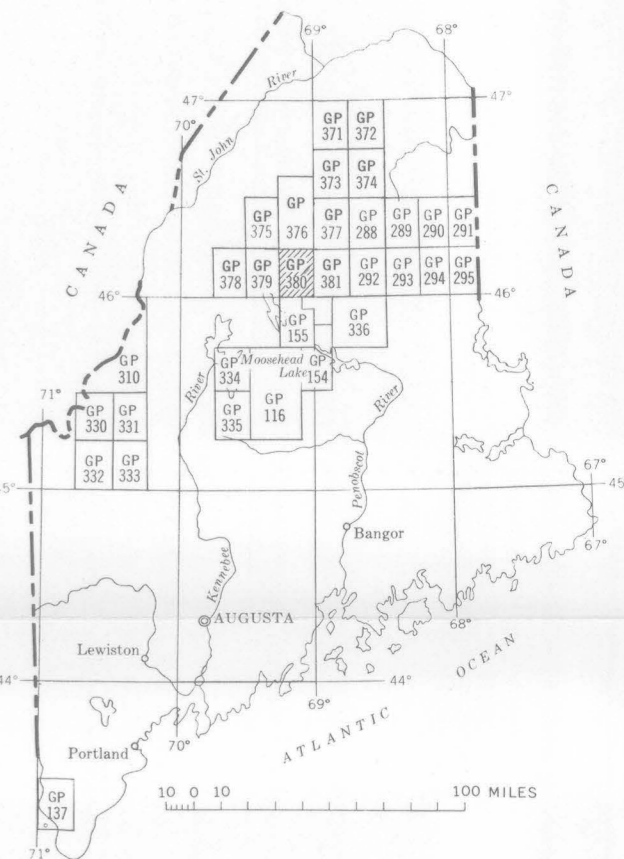 69°
68°
River
47°
47°
70°
St. John
CANADA
CANADA
GP 371
GP 372
GP 373
GP 374
GP 375
GP 376
GP 377
GP 288
GP 289
GP 290
GP 291
GP 378
GP 379
GP 380
GP 381
GP 292
GP 293
GP 294
GP 295
46°
46°
GP 155
GP 336
GP 310
GP 334
Moosehead Lake
GP 154
River
River
71°
GP 330
GP 331
GP 335
GP 116
GP 332
GP 333
Penobscot
67°
45°
45°
67°
Bangor
Kennebec
AUGUSTA
68°
Lewiston
OCEAN
44°
44°
69°
70°
ATLANTIC
Portland
GP 137
71°
10 0 10
100 MILES